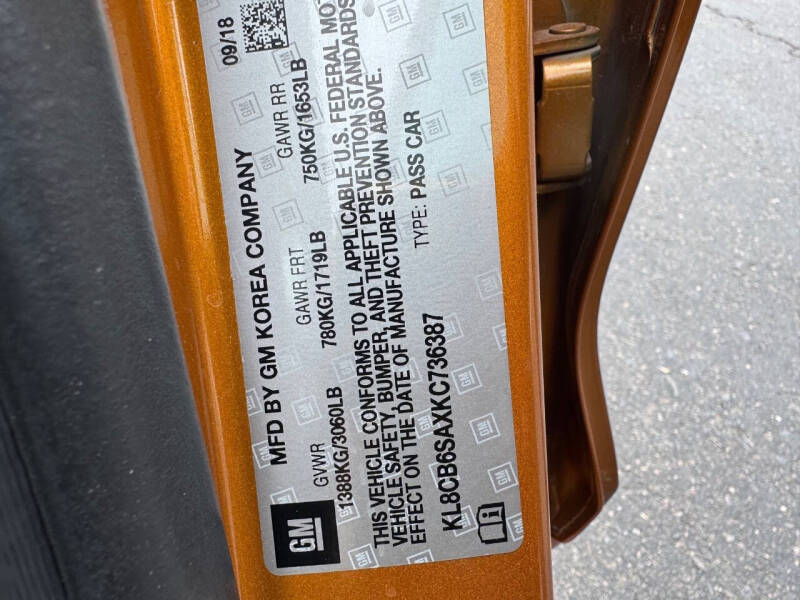 MFD BY GM KOREA COMPANY
09/18
GVWR
GAWR FRT
GAWR RR
1388KG/3060LB
780KG/1719LB
750KG/1653LB
THIS VEHICLE CONFORMS TO ALL APPLICABLE U.S. FEDERAL
VEHICLE SAFETY, BUMPER, AND THEFT PREVENTION STANDARDS
EFFECT ON THE DATE OF MANUFACTURE SHOWN ABOVE.
TYPE: PASS CAR
KL8CB6SAXKC736387
GM